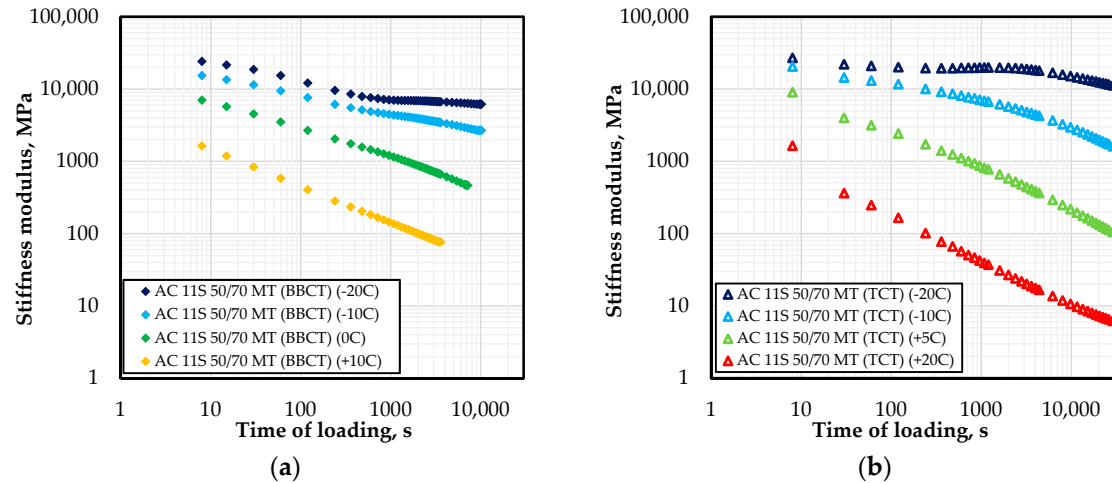 100,000
10,000
1000
100
10
1
Stiffness modulus, MPa
AC 11S 50/70 MT (BBCT) (-20C)
AC 11S 50/70 MT (BBCT) (-10C)
AC 11S 50/70 MT (BBCT) (0C)
AC 11S 50/70 MT (BBCT) (+10C)
1 10 100 1000 10,000
Time of loading, s
(a)
100,000
10,000
1000
100
10
1
Stiffness modulus, MPa
AC 11S 50/70 MT (TCT) (-20C)
AC 11S 50/70 MT (TCT) (-10C)
AC 11S 50/70 MT (TCT) (+5C)
AC 11S 50/70 MT (TCT) (+20C)
1 10 100 1000 10,000
Time of loading, s
(b)